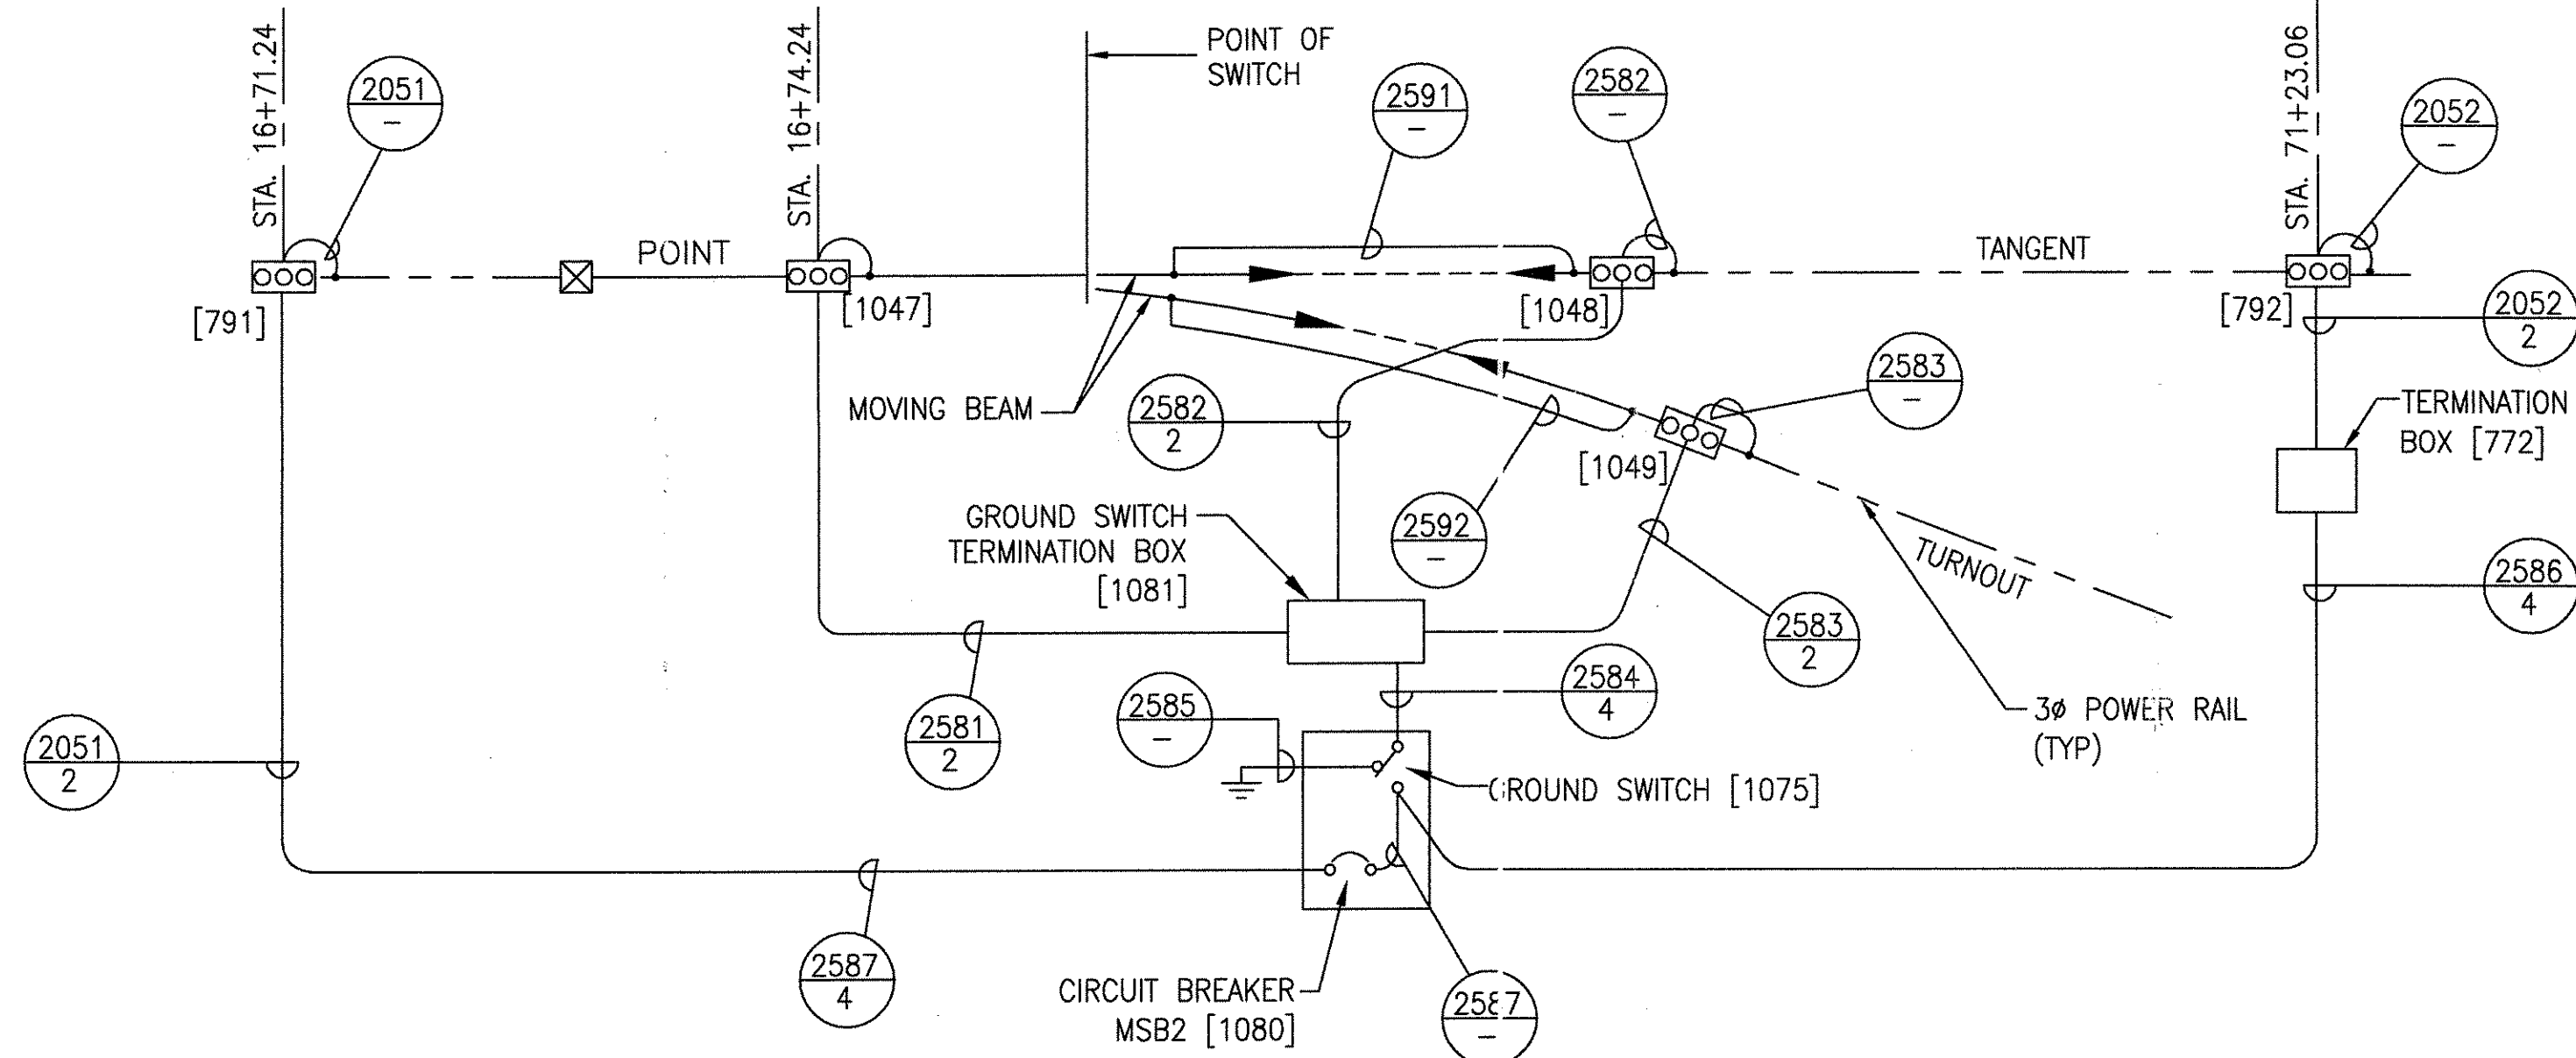 STA. 16+71.24
2051
–
STA. 16+74.24
POINT OF
SWITCH
2591
–
2582
–
STA. 71+23.06
2052
–
POINT
TANGENT
[791]
[1047]
[1048]
[792]
2052
2
MOVING BEAM
2582
2
2583
–
TERMINATION
BOX [772]
[1049]
GROUND SWITCH
TERMINATION BOX
[1081]
2592
–
TURNOUT
2586
4
2583
2
2581
2
2585
–
2584
4
3ø POWER RAIL
(TYP)
2051
2
GROUND SWITCH [1075]
2587
4
CIRCUIT BREAKER
MSB2 [1080]
2587
–